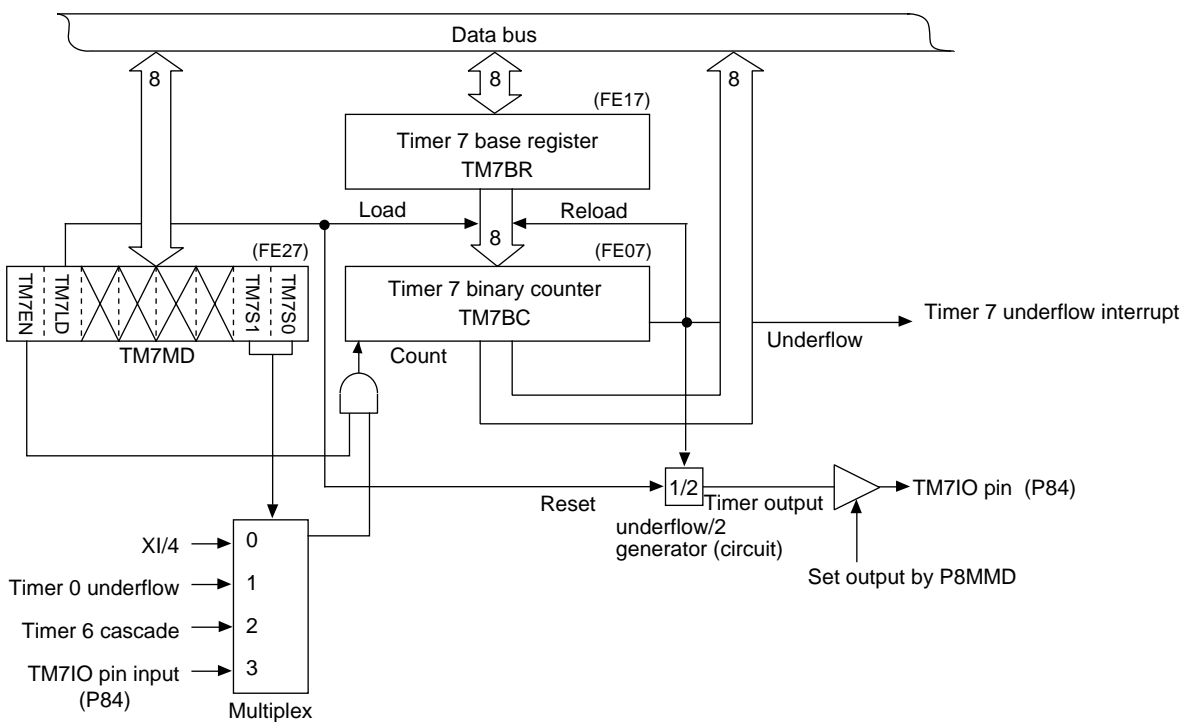 Data bus
8
8
8
(FE17)
Timer 7 base register
TM7BR
Load
Reload
8
(FE27)
(FE07)
TM7EN
TM7LD
TM7S1
TM7S0
TM7MD
Timer 7 binary counter
TM7BC
Count
Timer 7 underflow interrupt
Underflow
Reset
1/2
Timer output
TM7IO pin (P84)
underflow/2
generator (circuit)
Set output by P8MMD
XI/4
0
Timer 0 underflow
1
Timer 6 cascade
2
TM7IO pin input
(P84)
3
Multiplex